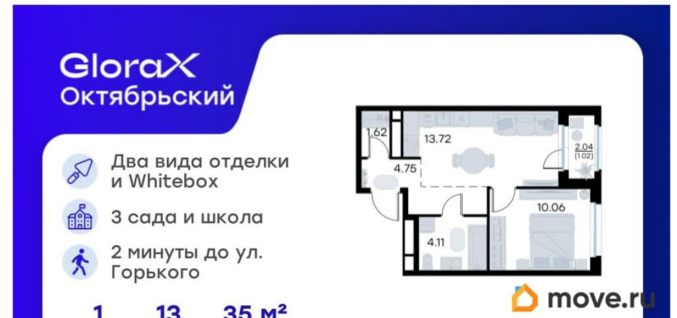 GloraX
Октябрьский
Два вида отделки
и Whitebox
3 сада и школа
2 минуты до ул.
Горького
1 13 35 м²
1.62
13.72
2.04
(1.02)
4.75
10.06
4.11
move.ru